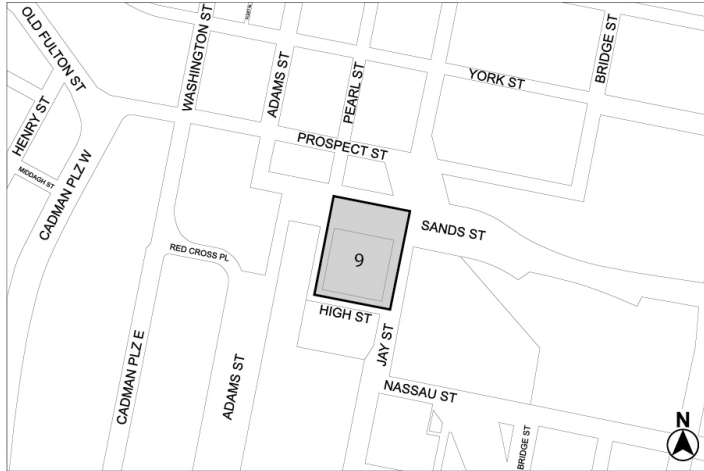 OLD FULTON ST
HENRY ST
MIDDAGH ST
CADMAN PLZ W
WASHINGTON ST
ADAMS ST
PEARL ST
PROSPECT ST
YORK ST
BRIDGE ST
SANDS ST
RED CROSS PL
9
HIGH ST
JAY ST
CADMAN PLZ E
ADAMS ST
NASSAU ST
BRIDGE ST
N